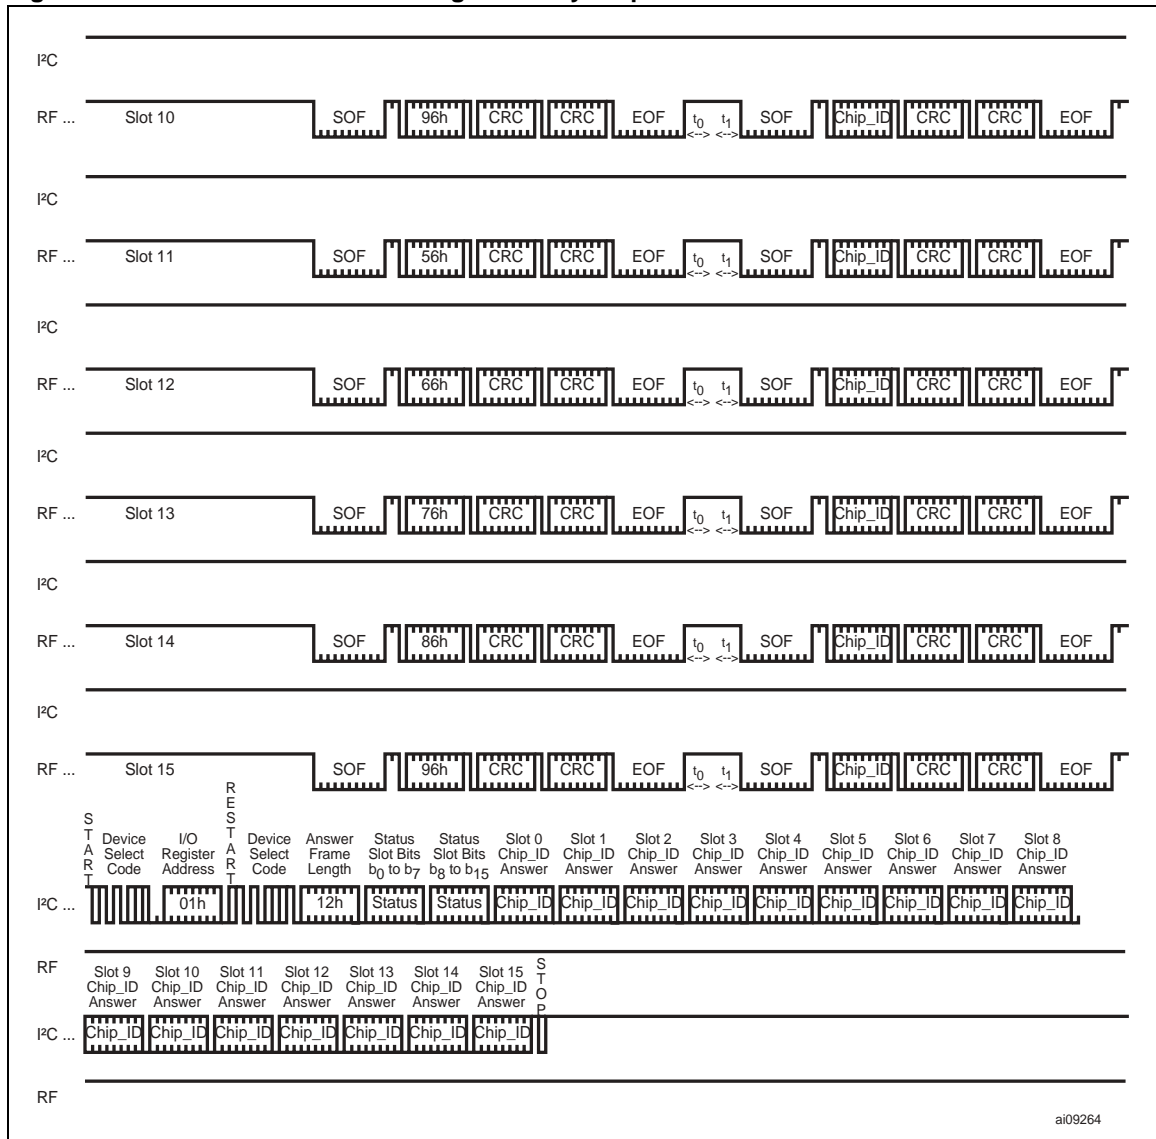 I²C
RF ... Slot 10 SOF 96h CRC CRC EOF t0 t1 SOF Chip_ID CRC CRC EOF
<--> <-->
I²C
RF ... Slot 11 SOF 56h CRC CRC EOF t0 t1 SOF Chip_ID CRC CRC EOF
<--> <-->
I²C
RF ... Slot 12 SOF 66h CRC CRC EOF t0 t1 SOF Chip_ID CRC CRC EOF
<--> <-->
I²C
RF ... Slot 13 SOF 76h CRC CRC EOF t0 t1 SOF Chip_ID CRC CRC EOF
<--> <-->
I²C
RF ... Slot 14 SOF 86h CRC CRC EOF t0 t1 SOF Chip_ID CRC CRC EOF
<--> <-->
I²C
RF ... Slot 15 SOF 96h CRC CRC EOF t0 t1 SOF Chip_ID CRC CRC EOF
<--> <-->
START
Device
Select
Code
I/O
Register
Address
RESTART
Device
Select
Code
Answer
Frame
Length
Status
Slot Bits
b0 to b7
Status
Slot Bits
b8 to b15
Slot 0
Chip_ID
Answer
Slot 1
Chip_ID
Answer
Slot 2
Chip_ID
Answer
Slot 3
Chip_ID
Answer
Slot 4
Chip_ID
Answer
Slot 5
Chip_ID
Answer
Slot 6
Chip_ID
Answer
Slot 7
Chip_ID
Answer
Slot 8
Chip_ID
Answer
I²C ... 01h 12h Status Status Chip_ID Chip_ID Chip_ID Chip_ID Chip_ID Chip_ID Chip_ID Chip_ID Chip_ID
RF
Slot 9
Chip_ID
Answer
Slot 10
Chip_ID
Answer
Slot 11
Chip_ID
Answer
Slot 12
Chip_ID
Answer
Slot 13
Chip_ID
Answer
Slot 14
Chip_ID
Answer
Slot 15
Chip_ID
Answer
STOP
I²C ... Chip_ID Chip_ID Chip_ID Chip_ID Chip_ID Chip_ID Chip_ID
RF
ai09264